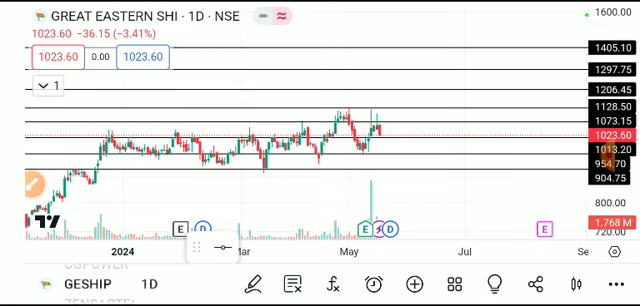 GREAT EASTERN SHI · 1D · NSE
1023.60 −36.15 (−3.41%)
1023.60 0.00 1023.60
1
1600.00
1405.10
1297.75
1206.45
1128.50
1073.15
1023.60
1013.20
954.70
904.75
800.00
1.768 M
720.00
E D E D E
2024 Mar May Jul Se
CGPOWER
GESHIP 1D